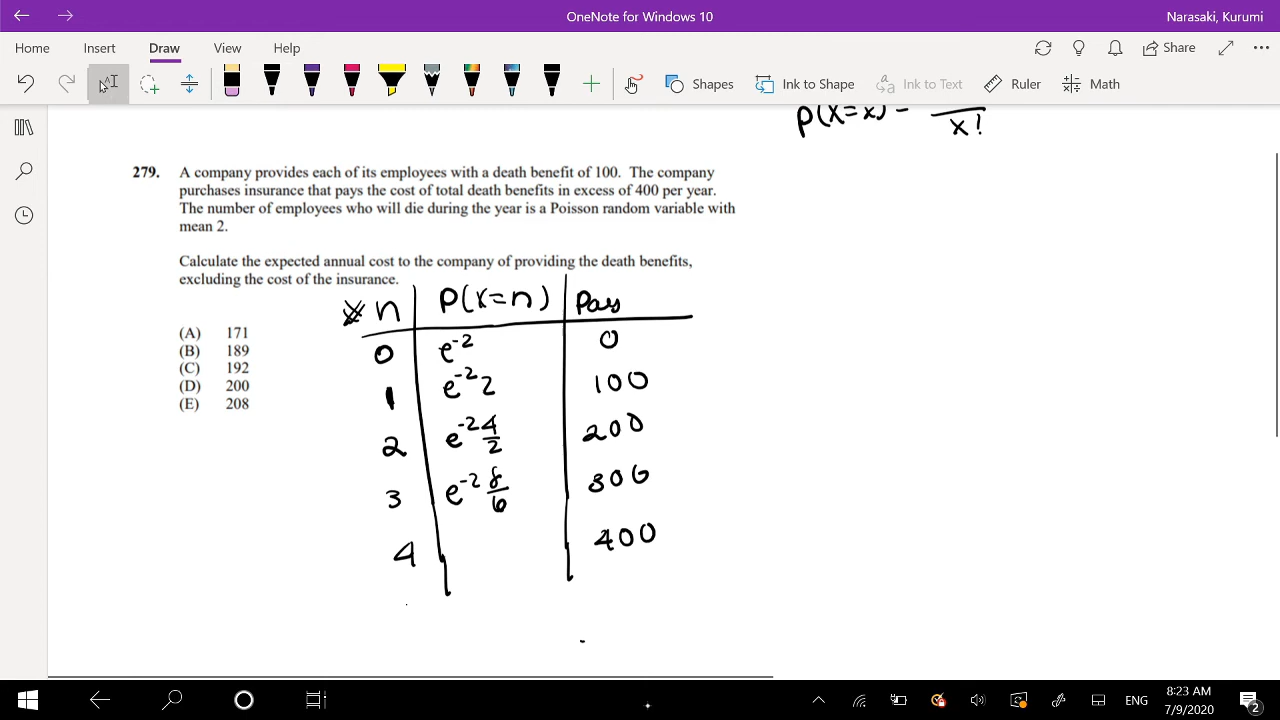 OneNote for Windows 10
Narasaki, Kurumi
Home Insert Draw View Help
Share
Shapes Ink to Shape Ink to Text Ruler Math
P(X=x) = x!
279. A company provides each of its employees with a death benefit of 100. The company
purchases insurance that pays the cost of total death benefits in excess of 400 per year.
The number of employees who will die during the year is a Poisson random variable with
mean 2.
Calculate the expected annual cost to the company of providing the death benefits,
excluding the cost of the insurance.
(A) 171
(B) 189
(C) 192
(D) 200
(E) 208
n P(X=n) Pays
0 e^-2 0
1 e^-2 2 100
2 e^-2 4/2 200
3 e^-2 8/6 300
4 400
ENG
8:23 AM
7/9/2020
2